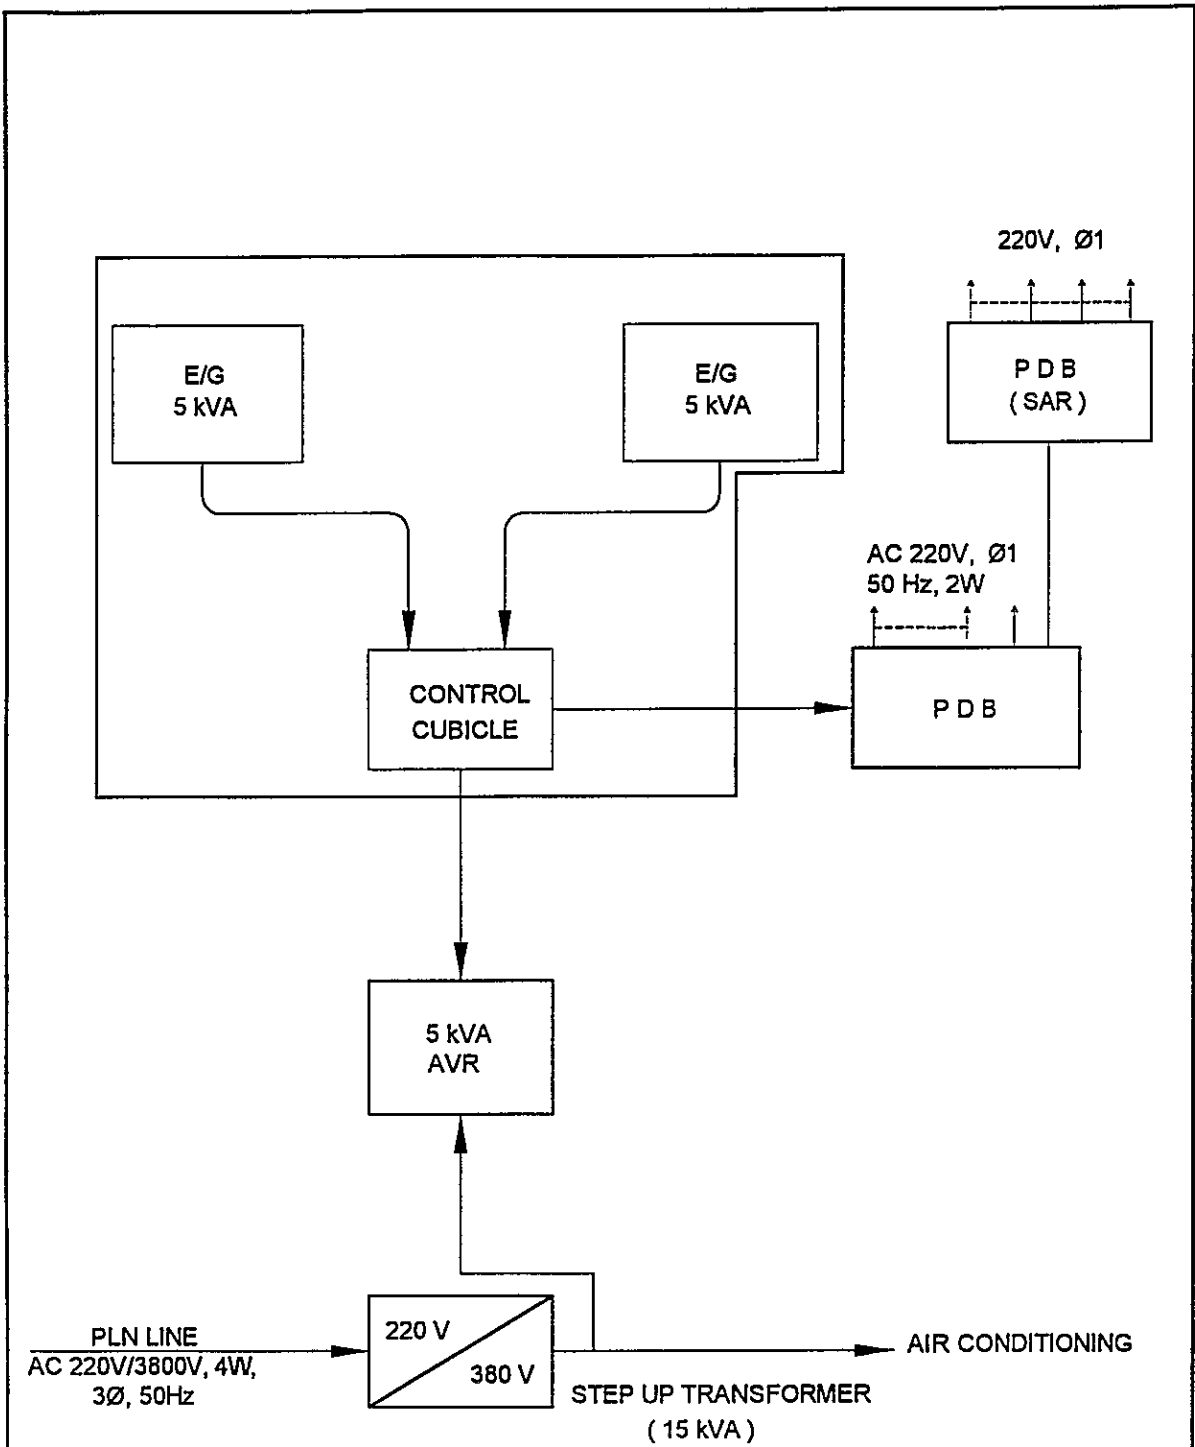 220V, Ø1
E/G
5 kVA
E/G
5 kVA
P D B
( SAR )
AC 220V, Ø1
50 Hz, 2W
CONTROL
CUBICLE
P D B
5 kVA
AVR
PLN LINE
AC 220V/3800V, 4W,
3Ø, 50Hz
220 V
380 V
AIR CONDITIONING
STEP UP TRANSFORMER
( 15 kVA )